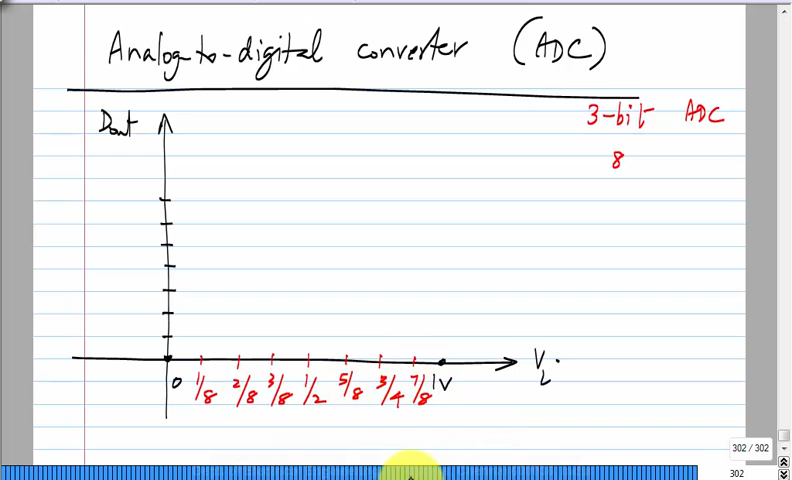 Analog-to-digital converter (ADC)
3-bit ADC
8
Dout
0 1/8 2/8 3/8 1/2 5/8 3/4 7/8 1V
Vi
302 / 302
302